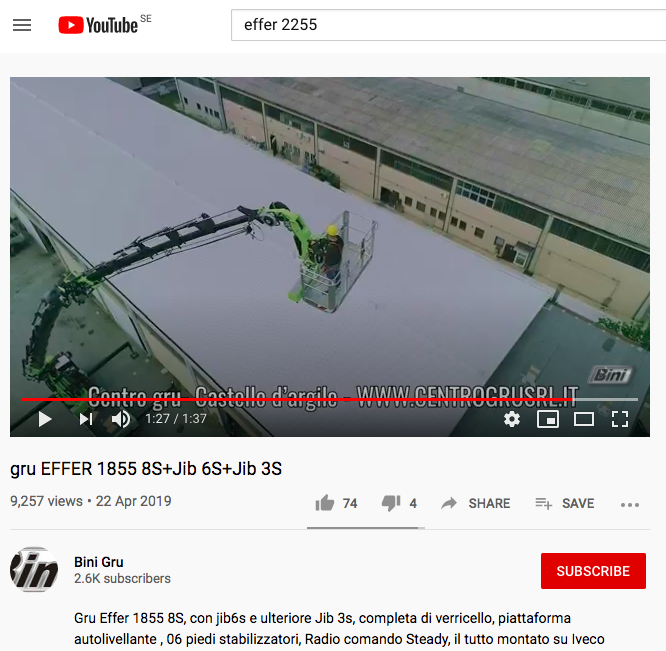 YouTube SE
effer 2255
Bini
Centro gru - Castello d'argile - WWW.CENTROGRUSRL.IT
1:27 / 1:37
gru EFFER 1855 8S+Jib 6S+Jib 3S
9,257 views • 22 Apr 2019
74
4
SHARE
SAVE
Bin
Bini Gru
2.6K subscribers
SUBSCRIBE
Gru Effer 1855 8S, con jib6s e ulteriore Jib 3s, completa di verricello, piattaforma
autolivellante , 06 piedi stabilizzatori, Radio comando Steady, il tutto montato su Iveco